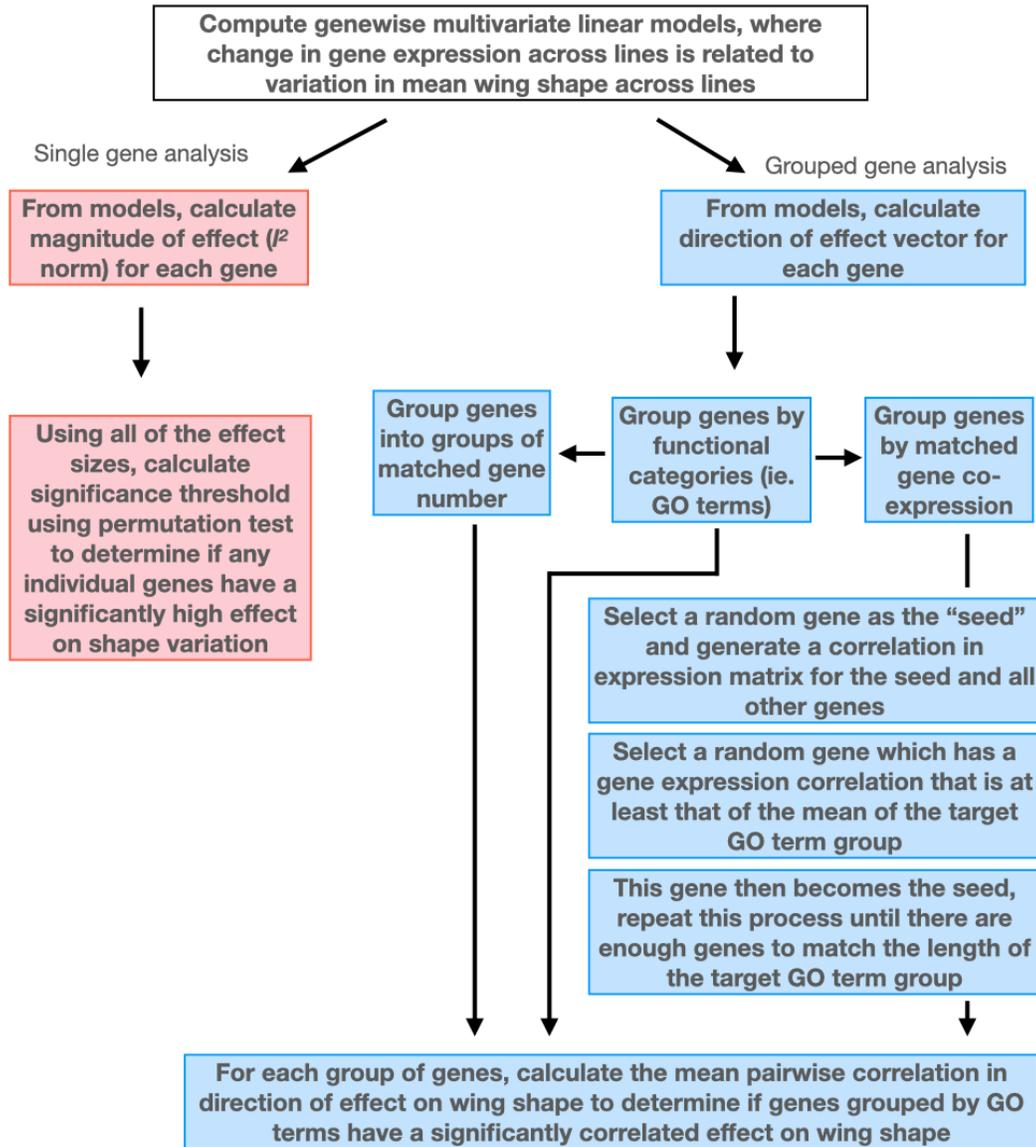 Compute genewise multivariate linear models, where
change in gene expression across lines is related to
variation in mean wing shape across lines
Single gene analysis
Grouped gene analysis
From models, calculate
magnitude of effect (l² 
norm) for each gene
From models, calculate
direction of effect vector for
each gene
Using all of the effect
sizes, calculate
significance threshold
using permutation test
to determine if any
individual genes have a
significantly high effect
on shape variation
Group genes
into groups of
matched gene
number
Group genes by
functional
categories (ie.
GO terms)
Group genes
by matched
gene co-
expression
Select a random gene as the “seed”
and generate a correlation in
expression matrix for the seed and all
other genes
Select a random gene which has a
gene expression correlation that is at
least that of the mean of the target
GO term group
This gene then becomes the seed,
repeat this process until there are
enough genes to match the length of
the target GO term group
For each group of genes, calculate the mean pairwise correlation in
direction of effect on wing shape to determine if genes grouped by GO
terms have a significantly correlated effect on wing shape